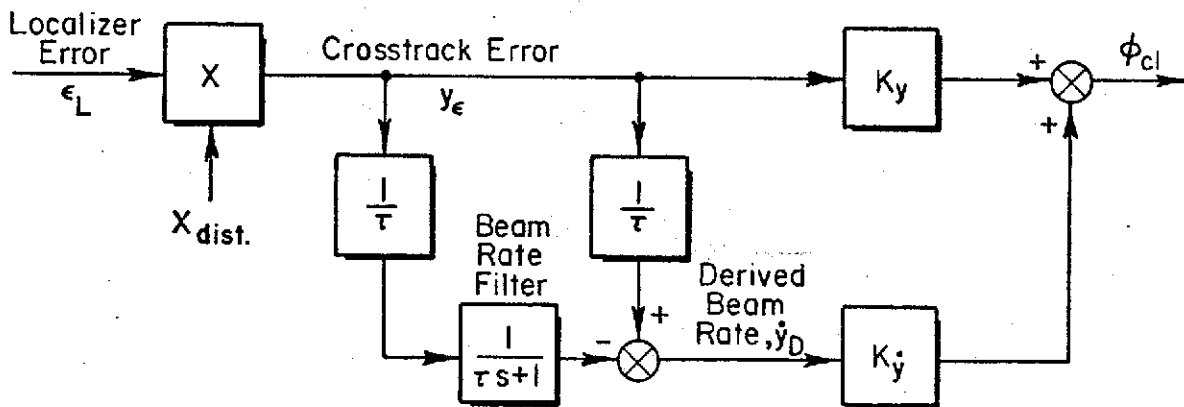 Localizer
Error
ϵ_L
X
X_dist.
Crosstrack Error
y_ϵ
1/τ
1/τ
K_y
+
+
ϕ_cl
Beam
Rate
Filter
1/(τs+1)
-
+
Derived
Beam
Rate, ẏ_D
K_ẏ